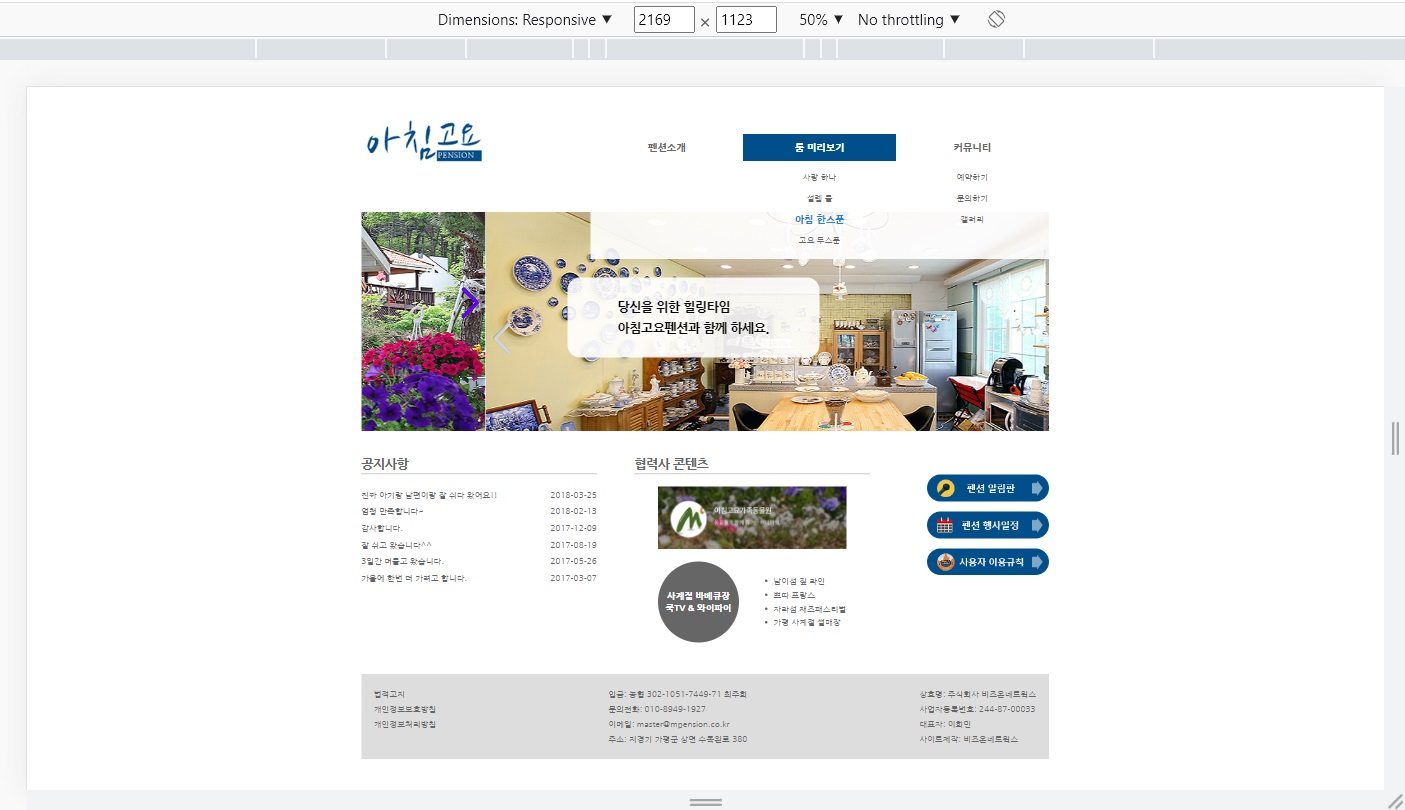 Dimensions: Responsive ▼ 2169 × 1123 50% ▼ No throttling ▼
아침고요
PENSION
펜션소개
룸 미리보기
커뮤니티
사랑 하나
설렘 둘
아침 한스푼
고요 두스푼
예약하기
문의하기
갤러리
당신을 위한 힐링타임
아침고요펜션과 함께 하세요.
공지사항
진짜 아기랑 남편이랑 잘 쉬다 왔어요!! 2018-03-25
엄청 만족합니다~ 2018-02-13
감사합니다. 2017-12-09
잘 쉬고 왔습니다^^ 2017-08-19
3일간 머물고 왔습니다. 2017-05-26
가을에 한번 더 가려고 합니다. 2017-03-07
협력사 콘텐츠
아침고요가족동물원
사계절 바베큐장
국TV & 와이파이
• 남이섬 짚 라인
• 쁘띠 프랑스
• 자라섬 재즈패스티벌
• 가평 사계절 썰매장
펜션 알림판
펜션 행사일정
사용자 이용규칙
법적고지
개인정보보호방침
개인정보처리방침
입금: 농협 302-1051-7449-71 최주희
문의전화: 010-8949-1927
이메일: master@mpension.co.kr
주소: 지경기 가평군 상면 수목원로 380
상호명: 주식회사 비즈온네트웍스
사업자등록번호: 244-87-00033
대표자: 이희민
사이트제작: 비즈온네트웍스